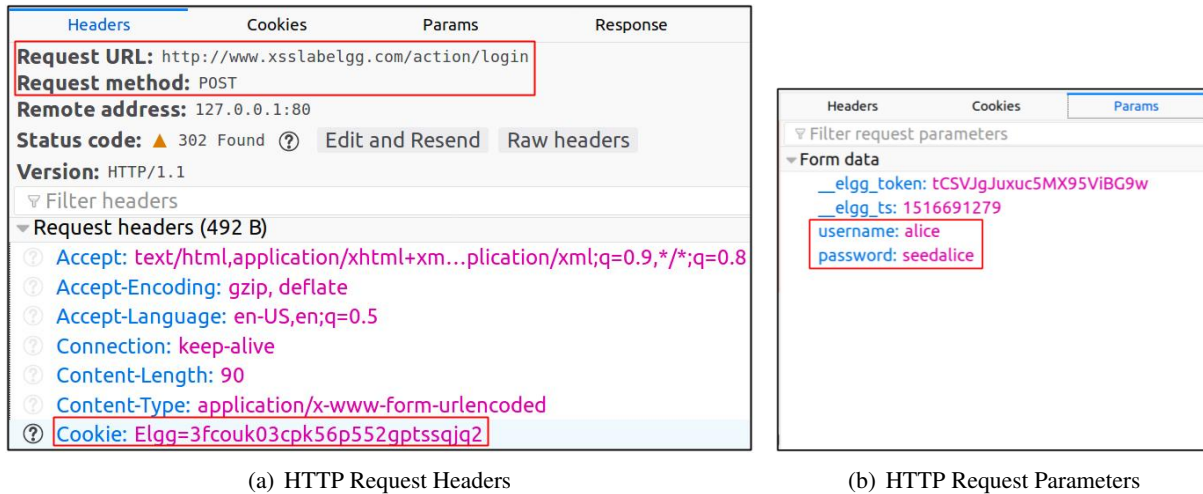 Headers Cookies Params Response
Request URL: http://www.xsslabelgg.com/action/login
Request method: POST
Remote address: 127.0.0.1:80
Status code: ▲ 302 Found ? Edit and Resend Raw headers
Version: HTTP/1.1
Filter headers
Request headers (492 B)
? Accept: text/html,application/xhtml+xm…plication/xml;q=0.9,*/*;q=0.8
? Accept-Encoding: gzip, deflate
? Accept-Language: en-US,en;q=0.5
? Connection: keep-alive
? Content-Length: 90
? Content-Type: application/x-www-form-urlencoded
? Cookie: Elgg=3fcouk03cpk56p552gptssqjq2
(a) HTTP Request Headers
Headers Cookies Params
Filter request parameters
Form data
__elgg_token: tCSVJgJuxuc5MX95ViBG9w
__elgg_ts: 1516691279
username: alice
password: seedalice
(b) HTTP Request Parameters